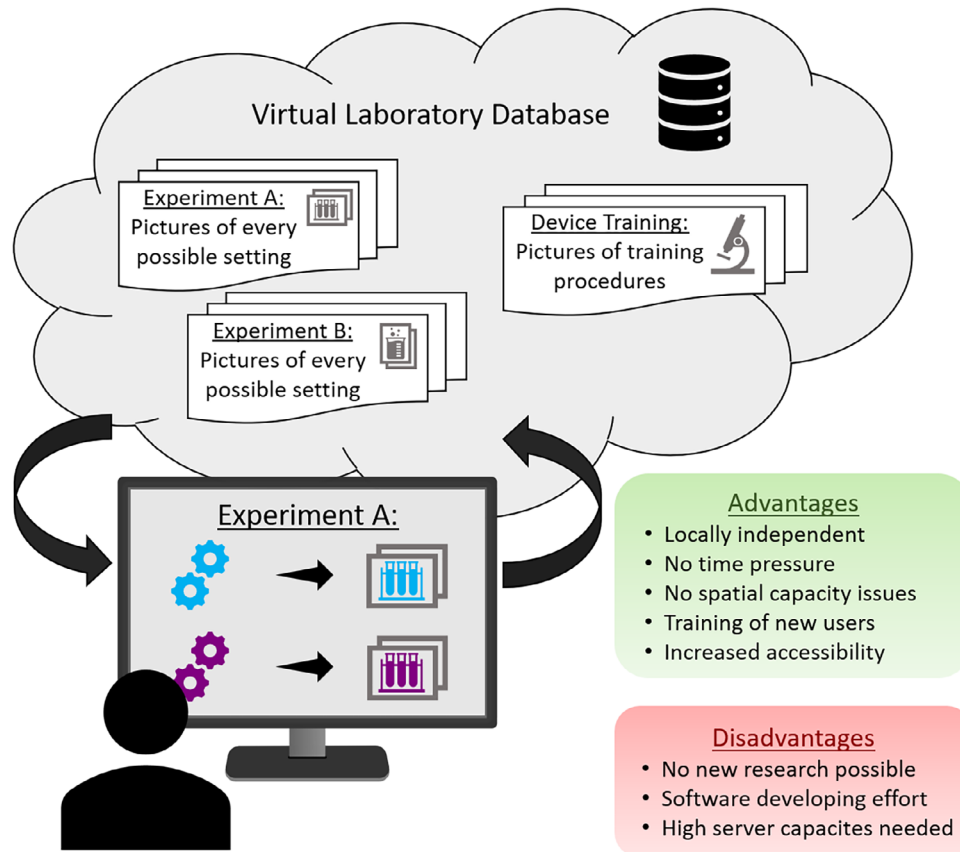 Virtual Laboratory Database
Experiment A:
Pictures of every
possible setting
Device Training:
Pictures of training
procedures
Experiment B:
Pictures of every
possible setting
Experiment A:
Advantages
• Locally independent
• No time pressure
• No spatial capacity issues
• Training of new users
• Increased accessibility
Disadvantages
• No new research possible
• Software developing effort
• High server capacites needed